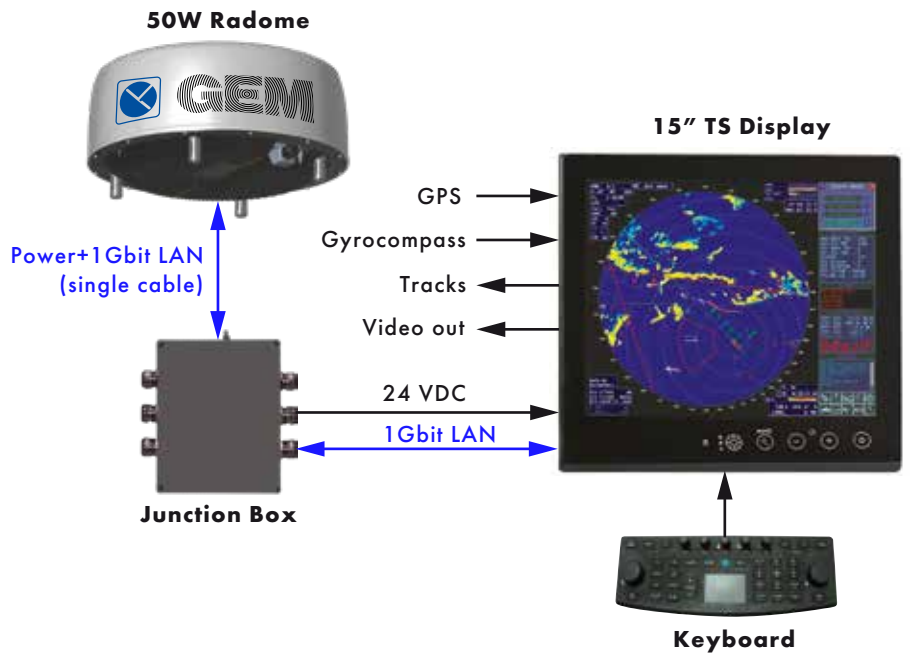 50W Radome
GEM
15” TS Display
GPS
Gyrocompass
Tracks
Video out
Power+1Gbit LAN
(single cable)
24 VDC
1Gbit LAN
Junction Box
Keyboard